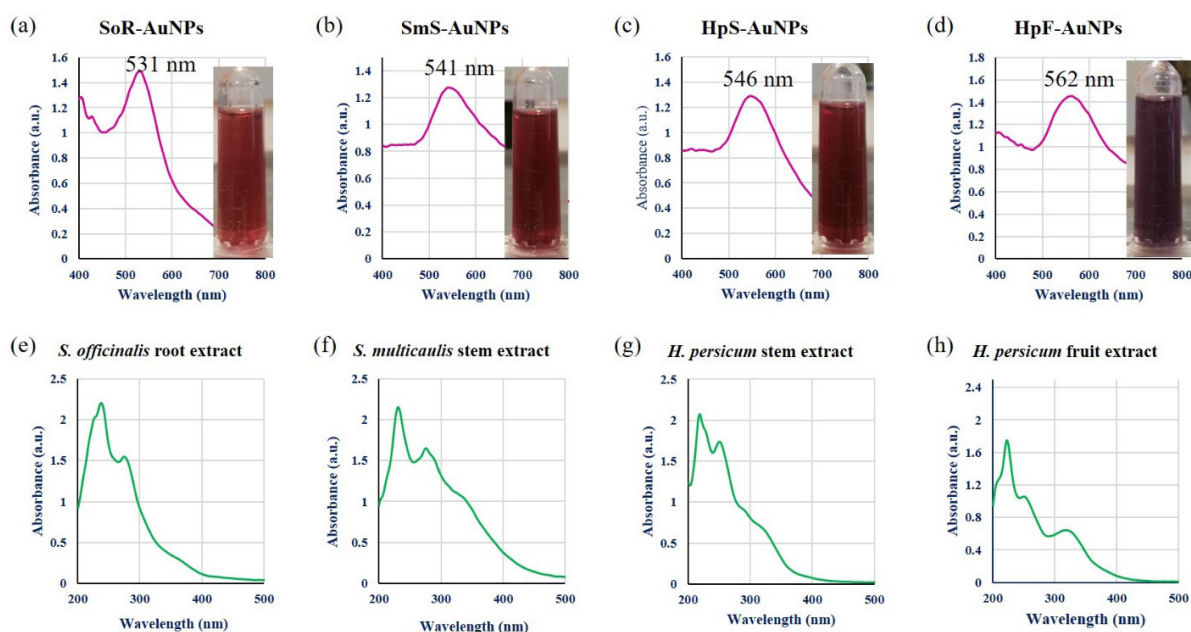 (a)
SoR-AuNPs
531 nm
Absorbance (a.u.)
1.6
1.4
1.2
1
0.8
0.6
0.4
0.2
0
400
500
600
700
800
Wavelength (nm)
(b)
SmS-AuNPs
541 nm
Absorbance (a.u.)
1.4
1.2
1
0.8
0.6
0.4
0.2
0
400
500
600
700
800
Wavelength (nm)
(c)
HpS-AuNPs
546 nm
Absorbance (a.u.)
1.6
1.4
1.2
1
0.8
0.6
0.4
0.2
0
400
500
600
700
800
Wavelength (nm)
(d)
HpF-AuNPs
562 nm
Absorbance (a.u.)
1.8
1.6
1.4
1.2
1
0.8
0.6
0.4
0.2
0
400
500
600
700
800
Wavelength (nm)
(e)
S. officinalis root extract
Absorbance (a.u.)
2.5
2
1.5
1
0.5
0
200
300
400
500
Wavelength (nm)
(f)
S. multicaulis stem extract
Absorbance (a.u.)
2.5
2
1.5
1
0.5
0
200
300
400
500
Wavelength (nm)
(g)
H. persicum stem extract
Absorbance (a.u.)
2.5
2
1.5
1
0.5
0
200
300
400
500
Wavelength (nm)
(h)
H. persicum fruit extract
Absorbance (a.u.)
2.4
2
1.6
1.2
0.8
0.4
0
200
300
400
500
Wavelength (nm)